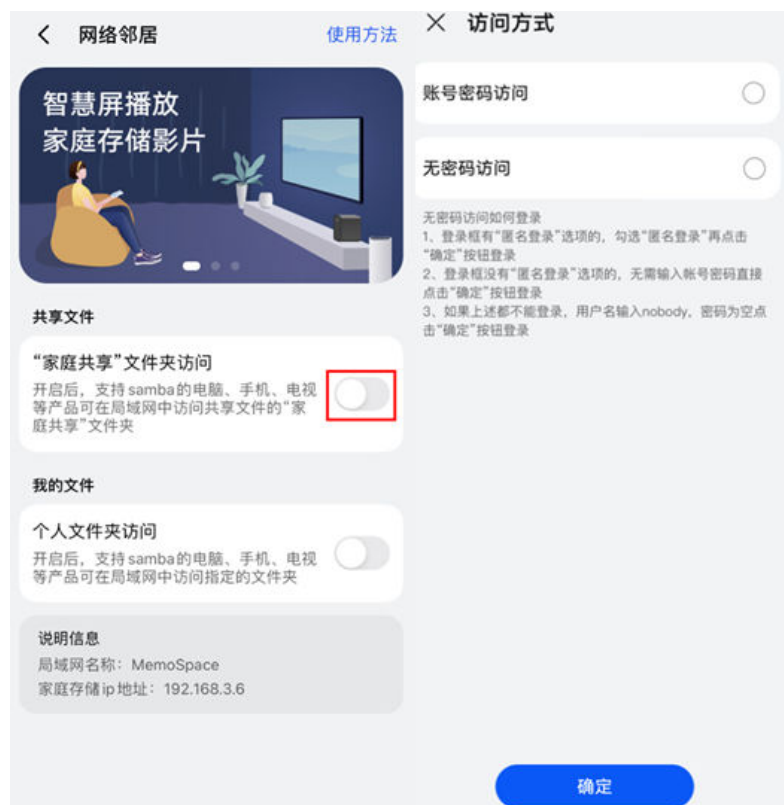 网络邻居
使用方法
智慧屏播放
家庭存储影片
共享文件
“家庭共享”文件夹访问
开启后，支持samba的电脑、手机、电视
等产品可在局域网中访问共享文件的“家
庭共享”文件夹
我的文件
个人文件夹访问
开启后，支持samba的电脑、手机、电视
等产品可在局域网中访问指定的文件夹
说明信息
局域网名称：MemoSpace
家庭存储ip地址：192.168.3.6
访问方式
账号密码访问
无密码访问
无密码访问如何登录
1、登录框有“匿名登录”选项的，勾选“匿名登录”再点击
“确定”按钮登录
2、登录框没有“匿名登录”选项的，无需输入帐号密码直接
点击“确定”按钮登录
3、如果上述都不能登录，用户名输入nobody，密码为空点
击“确定”按钮登录
确定